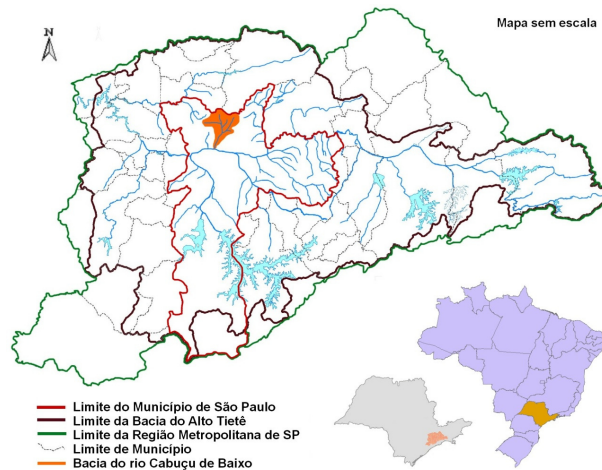 Mapa sem escala
N
Limite do Município de São Paulo
Limite da Bacia do Alto Tietê
Limite da Região Metropolitana de SP
Limite de Município
Bacia do rio Cabuçu de Baixo